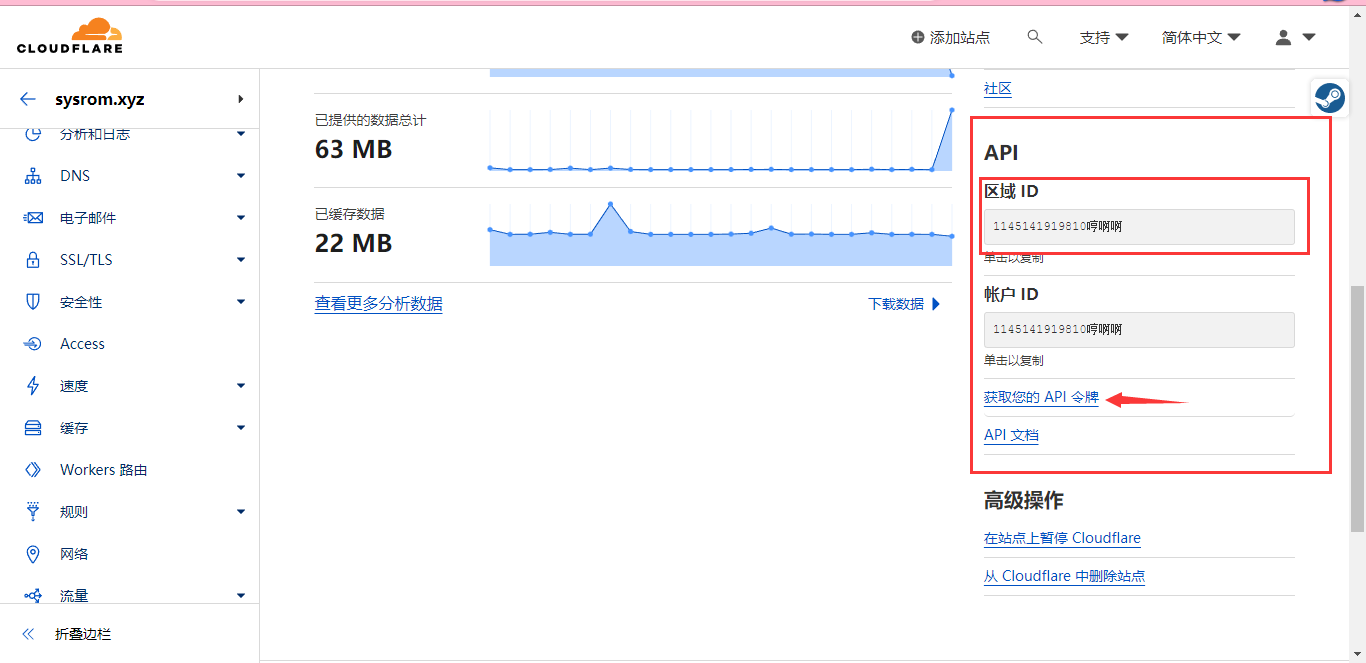 CLOUDFLARE
添加站点
支持
简体中文
sysrom.xyz
分析和日志
DNS
电子邮件
SSL/TLS
安全性
Access
速度
缓存
Workers 路由
规则
网络
流量
折叠边栏
已提供的数据总计
63 MB
已缓存数据
22 MB
查看更多分析数据
下载数据
社区
API
区域 ID
1145141919810哼啊啊
单击以复制
帐户 ID
1145141919810哼啊啊
单击以复制
获取您的 API 令牌
API 文档
高级操作
在站点上暂停 Cloudflare
从 Cloudflare 中删除站点